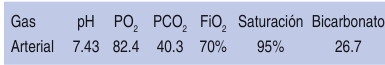 Gas pH PO₂ PCO₂ FiO₂ Saturación Bicarbonato
Arterial 7.43 82.4 40.3 70% 95% 26.7